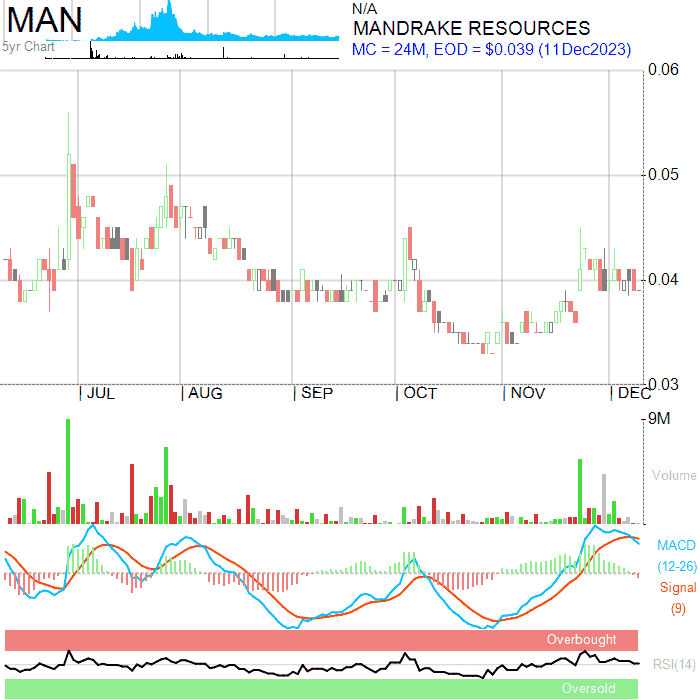 MAN
5yr Chart
N/A
MANDRAKE RESOURCES
MC = 24M, EOD = $0.039 (11Dec2023)
0.06
0.05
0.04
0.03
JUL
AUG
SEP
OCT
NOV
DEC
9M
Volume
MACD
(12-26)
Signal
(9)
Overbought
RSI(14)
Oversold